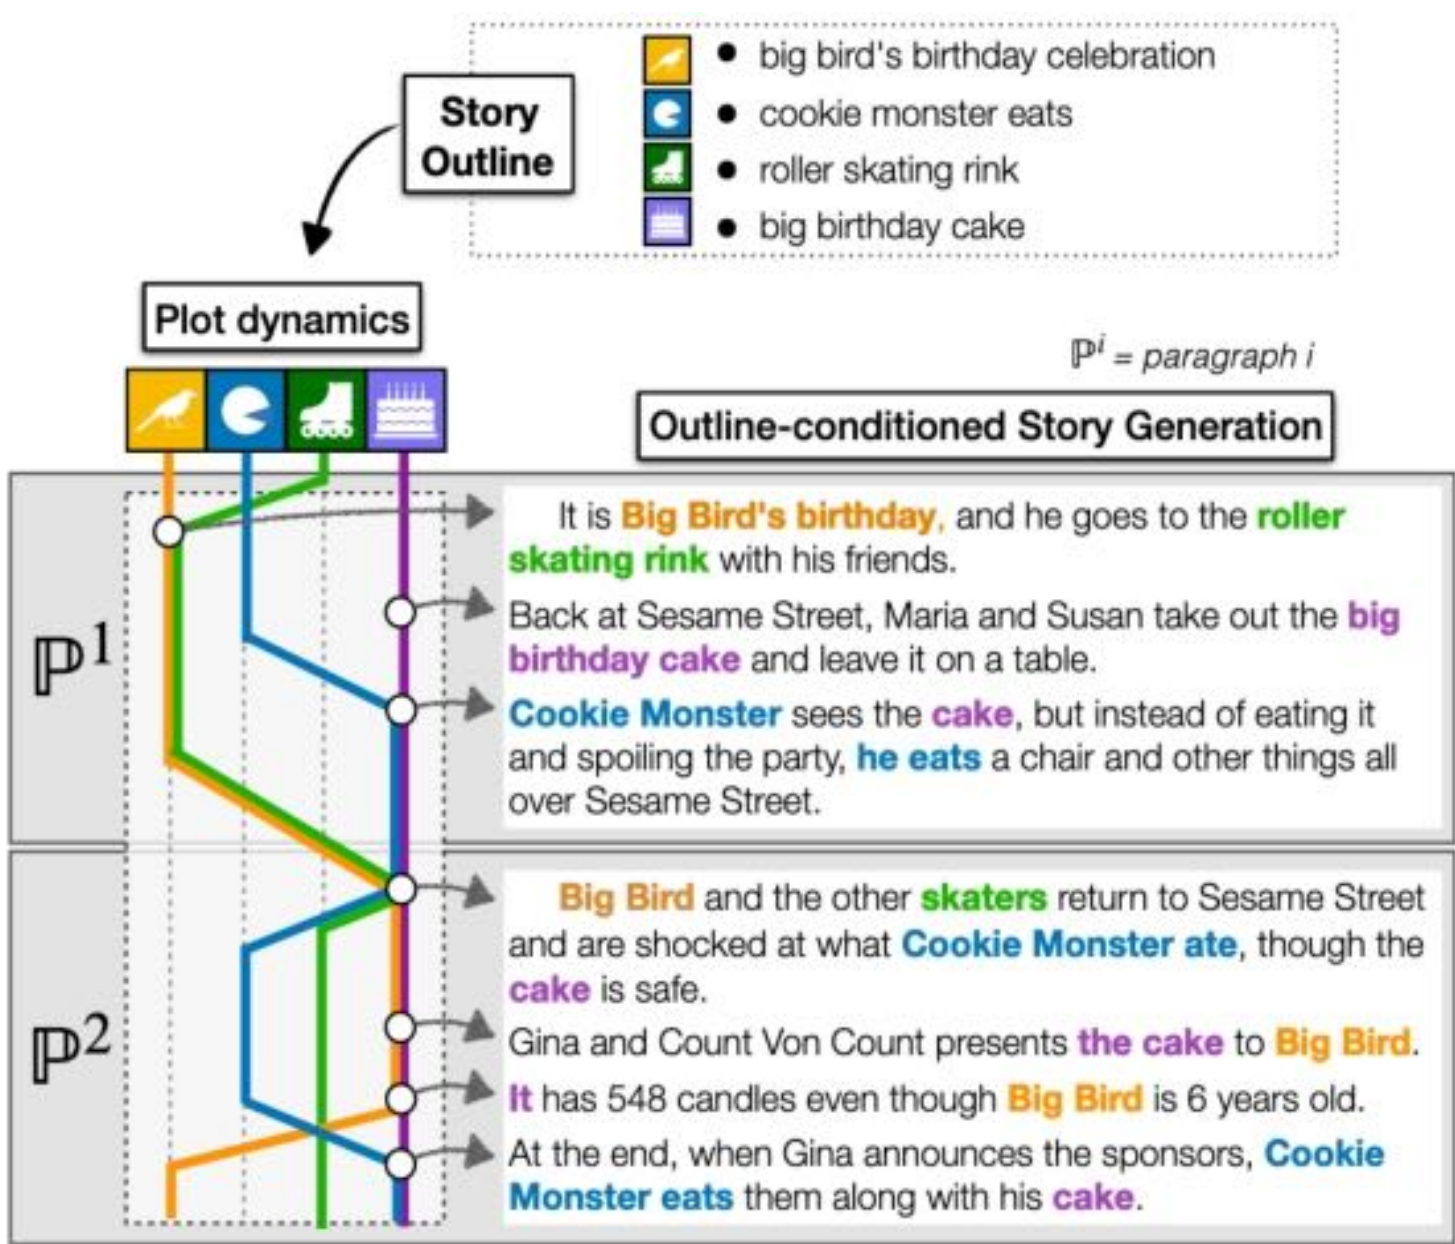 Story
Outline
• big bird's birthday celebration
• cookie monster eats
• roller skating rink
• big birthday cake
Plot dynamics
ℙⁱ = paragraph i
Outline-conditioned Story Generation
ℙ¹
It is Big Bird's birthday, and he goes to the roller
skating rink with his friends.
Back at Sesame Street, Maria and Susan take out the big
birthday cake and leave it on a table.
Cookie Monster sees the cake, but instead of eating it
and spoiling the party, he eats a chair and other things all
over Sesame Street.
ℙ²
Big Bird and the other skaters return to Sesame Street
and are shocked at what Cookie Monster ate, though the
cake is safe.
Gina and Count Von Count presents the cake to Big Bird.
It has 548 candles even though Big Bird is 6 years old.
At the end, when Gina announces the sponsors, Cookie
Monster eats them along with his cake.